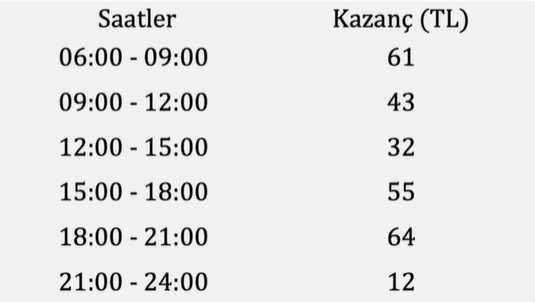 Saatler Kazanç (TL)
06:00 - 09:00 61
09:00 - 12:00 43
12:00 - 15:00 32
15:00 - 18:00 55
18:00 - 21:00 64
21:00 - 24:00 12